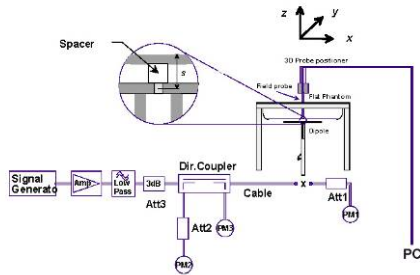 z
y
x
Spacer
s
3D Probe positioner
Field probe
Flat Phantom
Dipole
Dir.Coupler
Signal
Generato
Amp
Low
Pass
3dB
Cable
x
Att3
Att1
Att2
PM3
PM1
PM2
PC